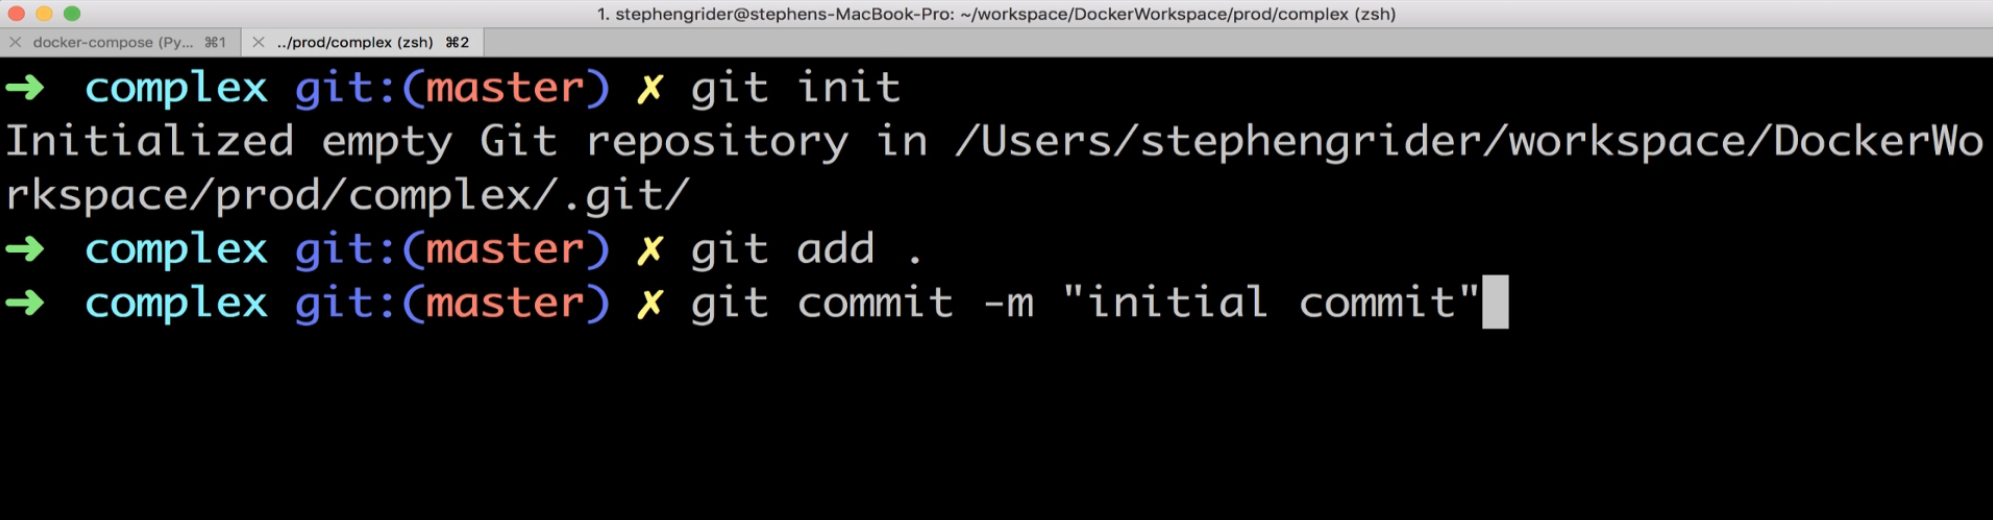 1. stephengrider@stephens-MacBook-Pro: ~/workspace/DockerWorkspace/prod/complex (zsh)
× docker-compose (Py... ⌘1 × ../prod/complex (zsh) ⌘2
➜ complex git:(master) ✗ git init
Initialized empty Git repository in /Users/stephengrider/workspace/DockerWo
rkspace/prod/complex/.git/
➜ complex git:(master) ✗ git add .
➜ complex git:(master) ✗ git commit -m "initial commit"